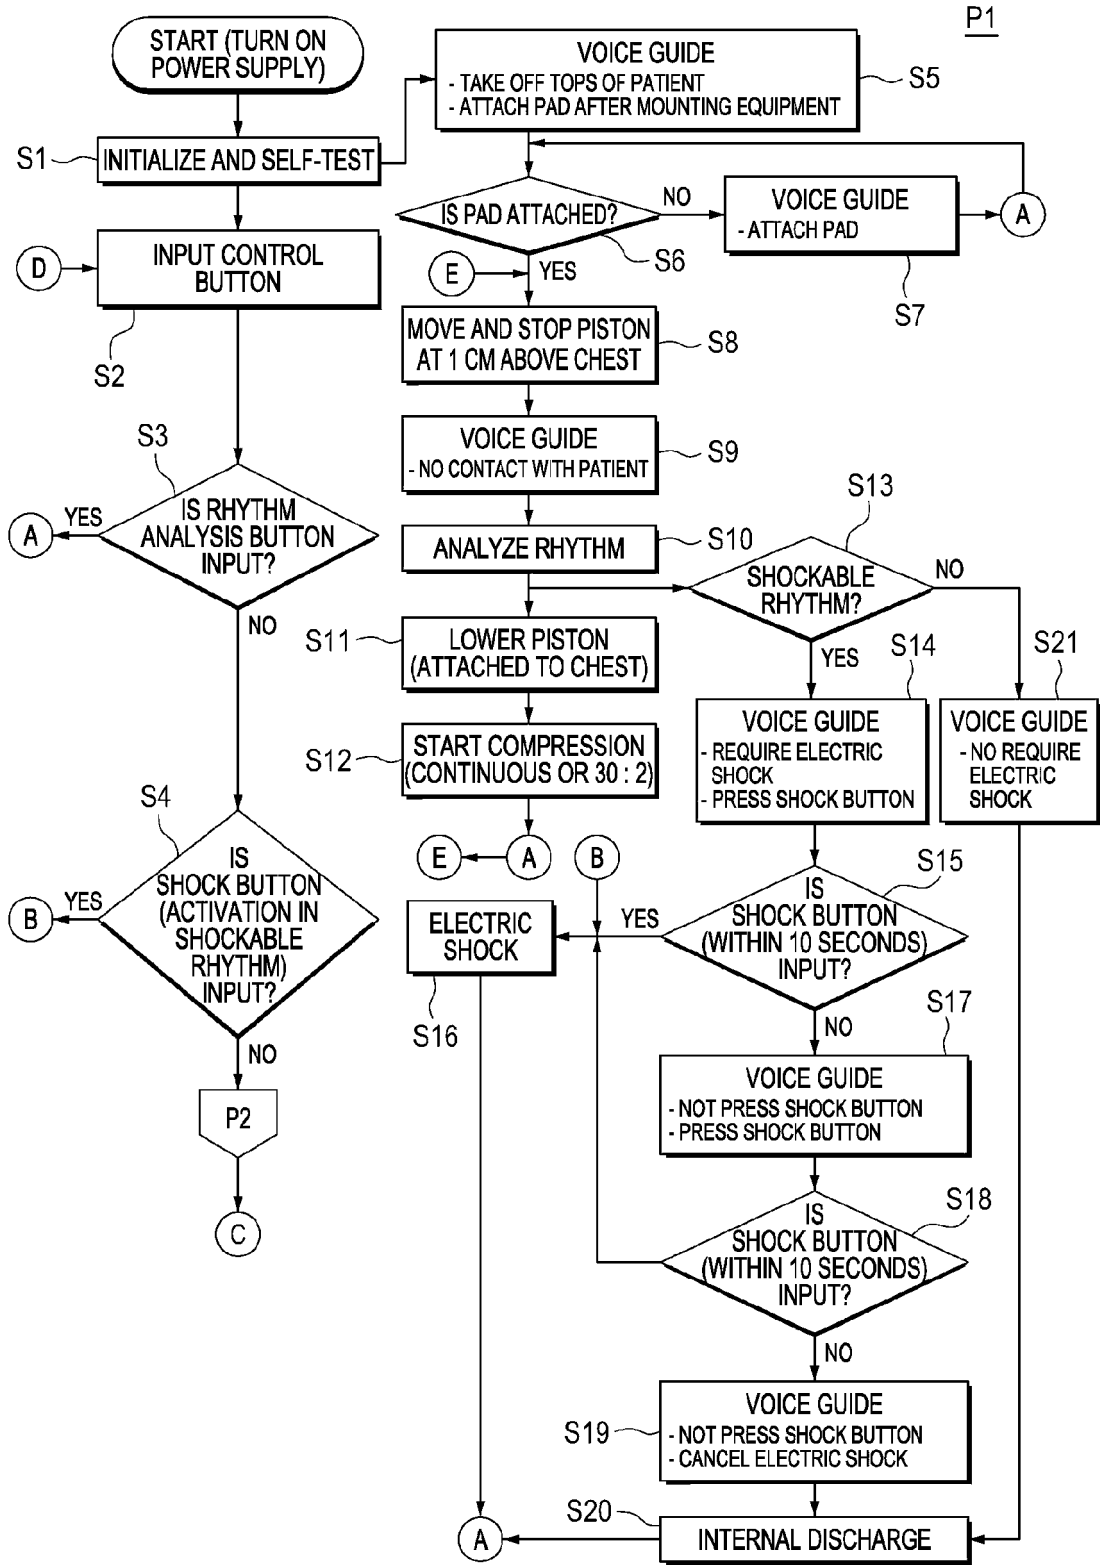 P1
START (TURN ON
POWER SUPPLY)
S1
INITIALIZE AND SELF-TEST
D
INPUT CONTROL
BUTTON
S2
S3
IS RHYTHM
ANALYSIS BUTTON
INPUT?
YES
A
NO
S4
IS
SHOCK BUTTON
(ACTIVATION IN
SHOCKABLE
RHYTHM)
INPUT?
YES
B
NO
P2
C
VOICE GUIDE
- TAKE OFF TOPS OF PATIENT
- ATTACH PAD AFTER MOUNTING EQUIPMENT
S5
IS PAD ATTACHED?
S6
NO
VOICE GUIDE
- ATTACH PAD
S7
A
E
YES
MOVE AND STOP PISTON
AT 1 CM ABOVE CHEST
S8
VOICE GUIDE
- NO CONTACT WITH PATIENT
S9
ANALYZE RHYTHM
S10
S11
LOWER PISTON
(ATTACHED TO CHEST)
S12
START COMPRESSION
(CONTINUOUS OR 30 : 2)
E
A
B
S13
SHOCKABLE
RHYTHM?
NO
YES
S14
VOICE GUIDE
- REQUIRE ELECTRIC
SHOCK
- PRESS SHOCK BUTTON
S21
VOICE GUIDE
- NO REQUIRE
ELECTRIC
SHOCK
S15
IS
SHOCK BUTTON
(WITHIN 10 SECONDS)
INPUT?
YES
ELECTRIC
SHOCK
S16
NO
S17
VOICE GUIDE
- NOT PRESS SHOCK BUTTON
- PRESS SHOCK BUTTON
S18
IS
SHOCK BUTTON
(WITHIN 10 SECONDS)
INPUT?
NO
S19
VOICE GUIDE
- NOT PRESS SHOCK BUTTON
- CANCEL ELECTRIC SHOCK
S20
INTERNAL DISCHARGE
A